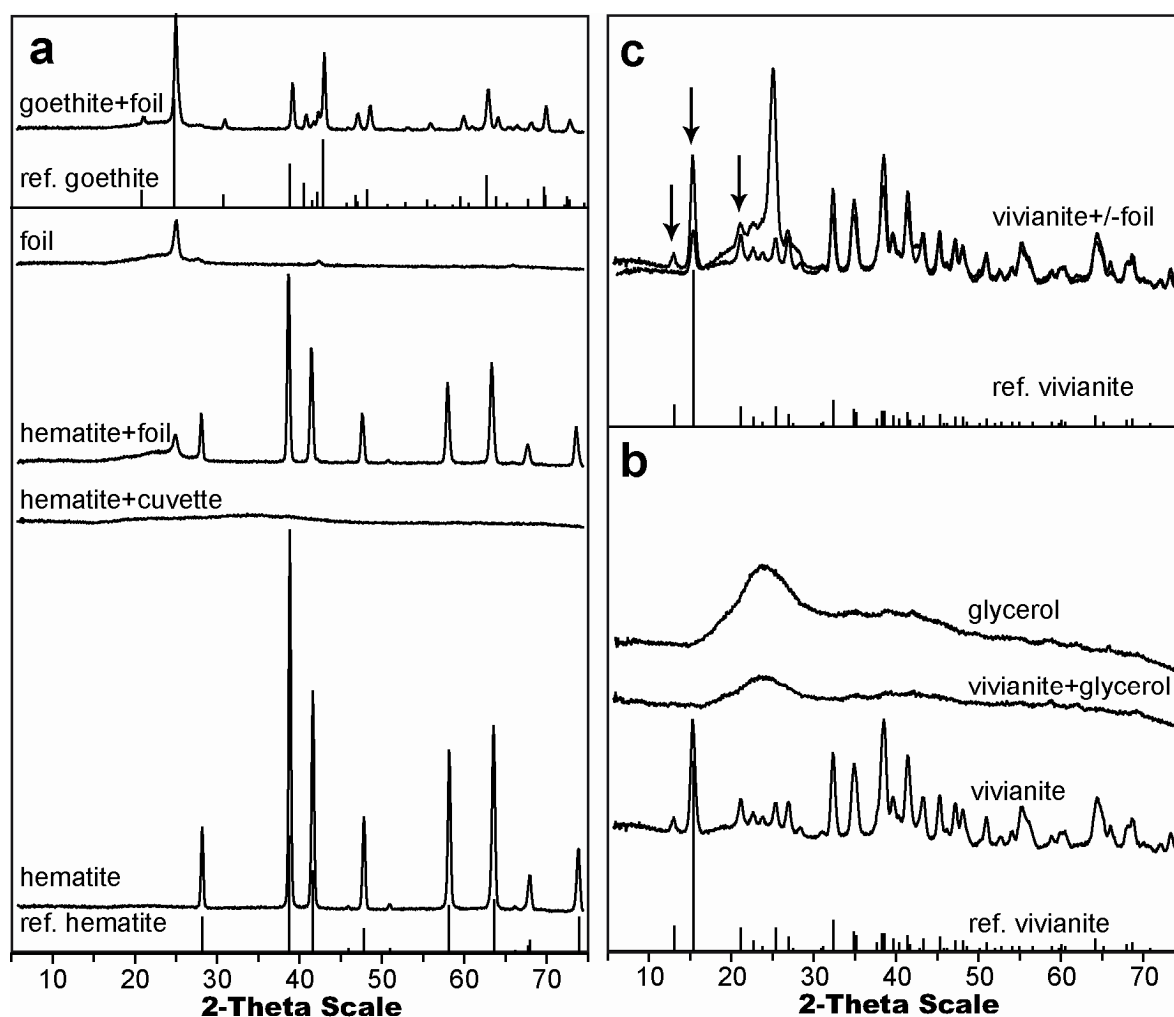 a
goethite+foil
ref. goethite
foil
hematite+foil
hematite+cuvette
hematite
ref. hematite
10 20 30 40 50 60 70
2-Theta Scale
c
vivianite+/-foil
ref. vivianite
b
glycerol
vivianite+glycerol
vivianite
ref. vivianite
10 20 30 40 50 60 70
2-Theta Scale